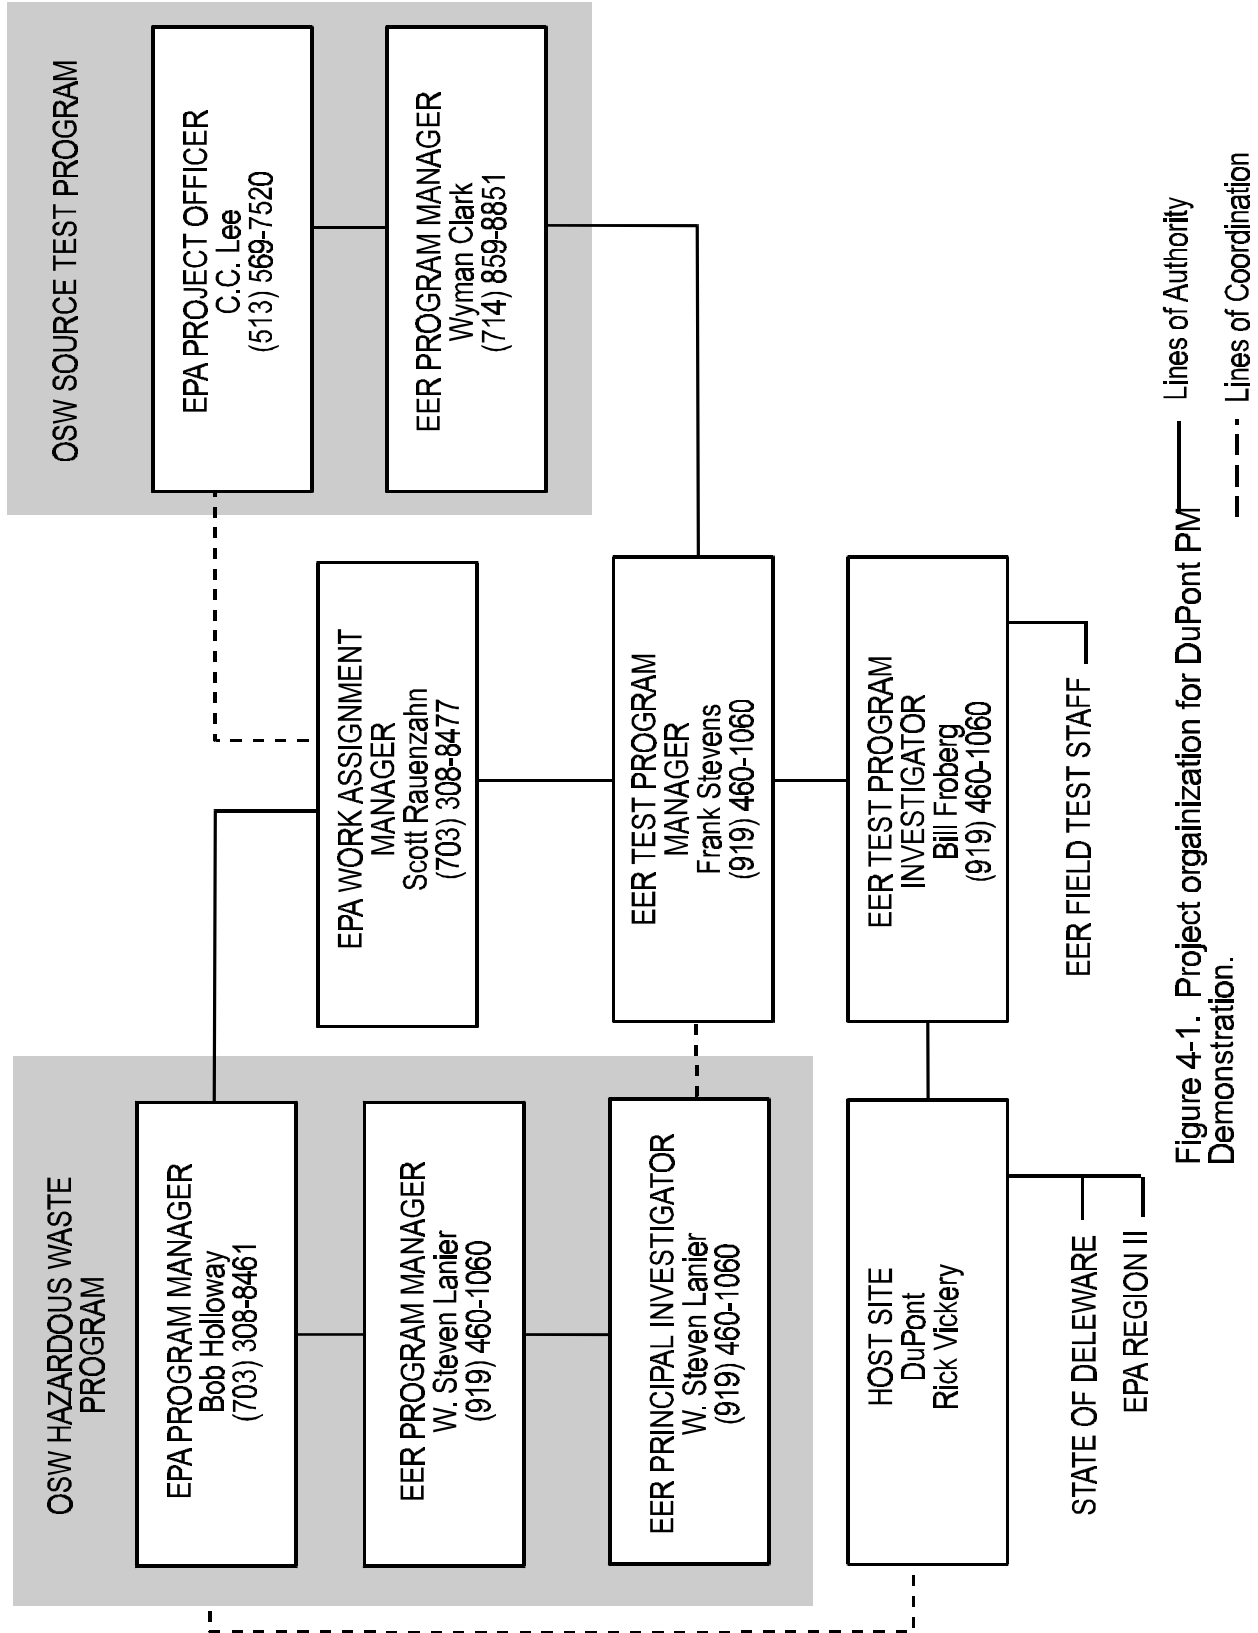 OSW HAZARDOUS WASTE
PROGRAM
EPA PROGRAM MANAGER
Bob Holloway
(703) 308-8461
EER PROGRAM MANAGER
W. Steven Lanier
(919) 460-1060
EER PRINCIPAL INVESTIGATOR
W. Steven Lanier
(919) 460-1060
OSW SOURCE TEST PROGRAM
EPA PROJECT OFFICER
C.C. Lee
(513) 569-7520
EER PROGRAM MANAGER
Wyman Clark
(714) 859-8851
EPA WORK ASSIGNMENT
MANAGER
Scott Rauenzahn
(703) 308-8477
EER TEST PROGRAM
MANAGER
Frank Stevens
(919) 460-1060
EER TEST PROGRAM
INVESTIGATOR
Bill Froberg
(919) 460-1060
EER FIELD TEST STAFF
HOST SITE
DuPont
Rick Vickery
STATE OF DELEWARE
EPA REGION II
Lines of Authority
Lines of Coordination
Figure 4-1. Project orgainization for DuPont PM
Demonstration.